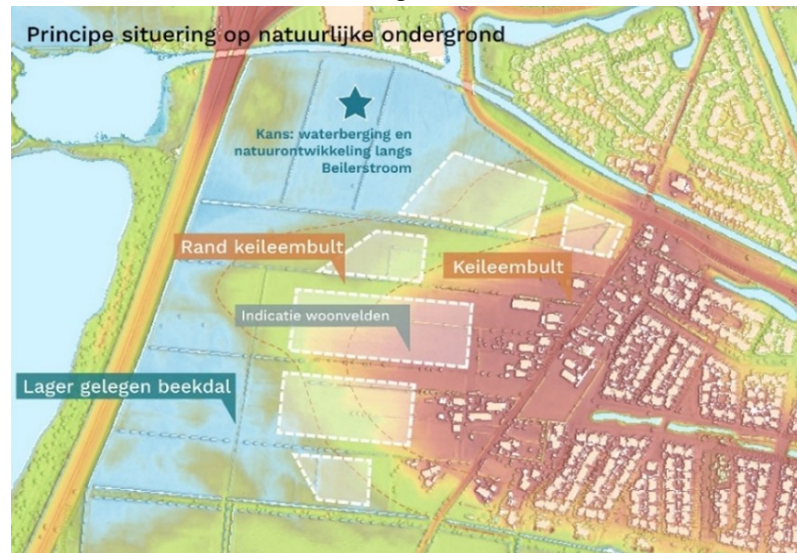 Principe situering op natuurlijke ondergrond
Kans: waterberging en
natuurontwikkeling langs
Beilerstroom
Rand keileembult
Keileembult
Indicatie woonvelden
Lager gelegen beekdal